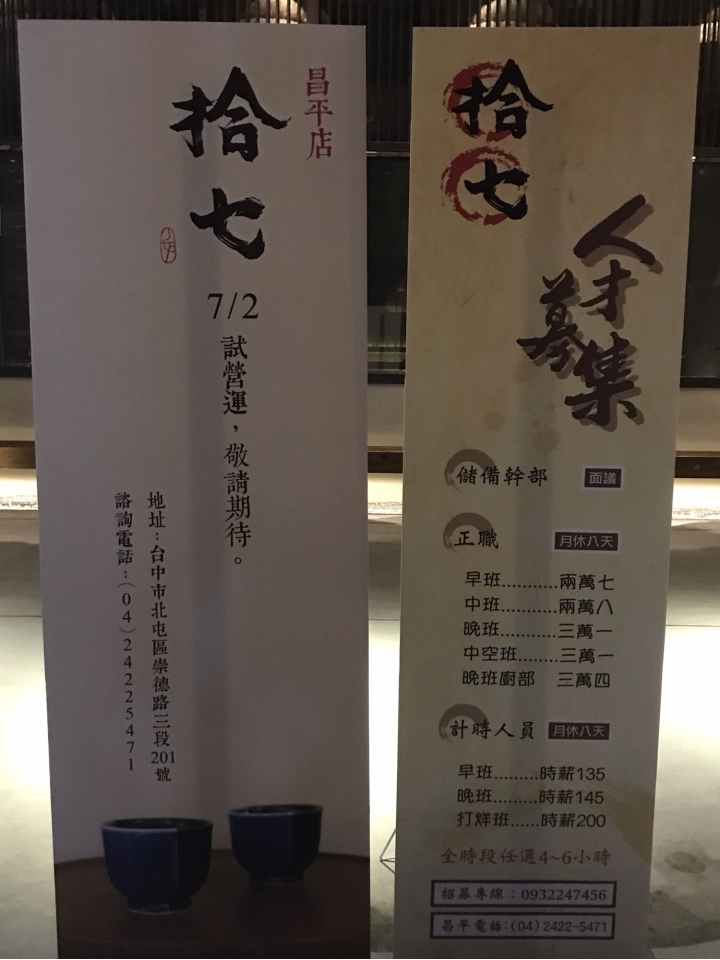 昌平店
拾七
7/2
試營運，敬請期待。
地址：台中市北屯區崇德路三段201號
諮詢電話：(04)24225471
拾七
人才募集
儲備幹部 面議
正職 月休八天
早班...........兩萬七
中班...........兩萬八
晚班...........三萬一
中空班........三萬一
晚班廚部 三萬四
計時人員 月休八天
早班.........時薪135
晚班.........時薪145
打烊班......時薪200
全時段任選4~6小時
招募專線：0932247456
昌平電話:(04)2422-5471